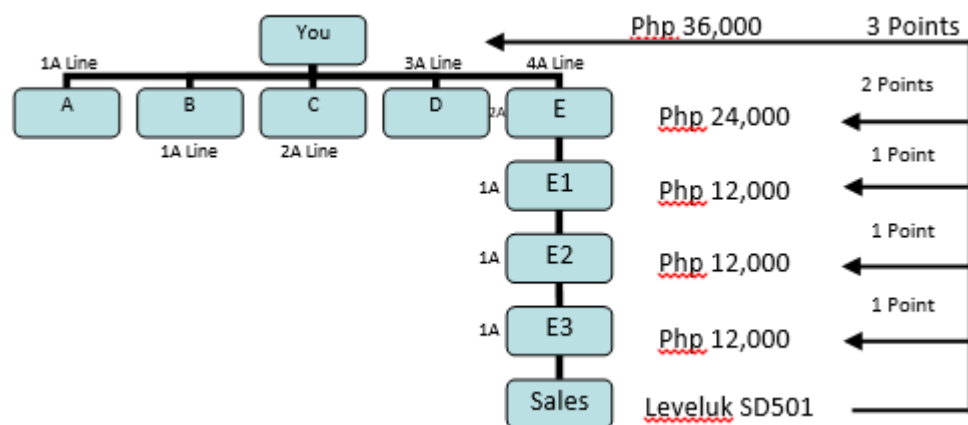 You
Php 36,000 3 Points
1A Line 3A Line 4A Line
A B C D 2A E
1A Line 2A Line
Php 24,000 2 Points
1A E1 Php 12,000 1 Point
1A E2 Php 12,000 1 Point
1A E3 Php 12,000 1 Point
Sales Leveluk SD501